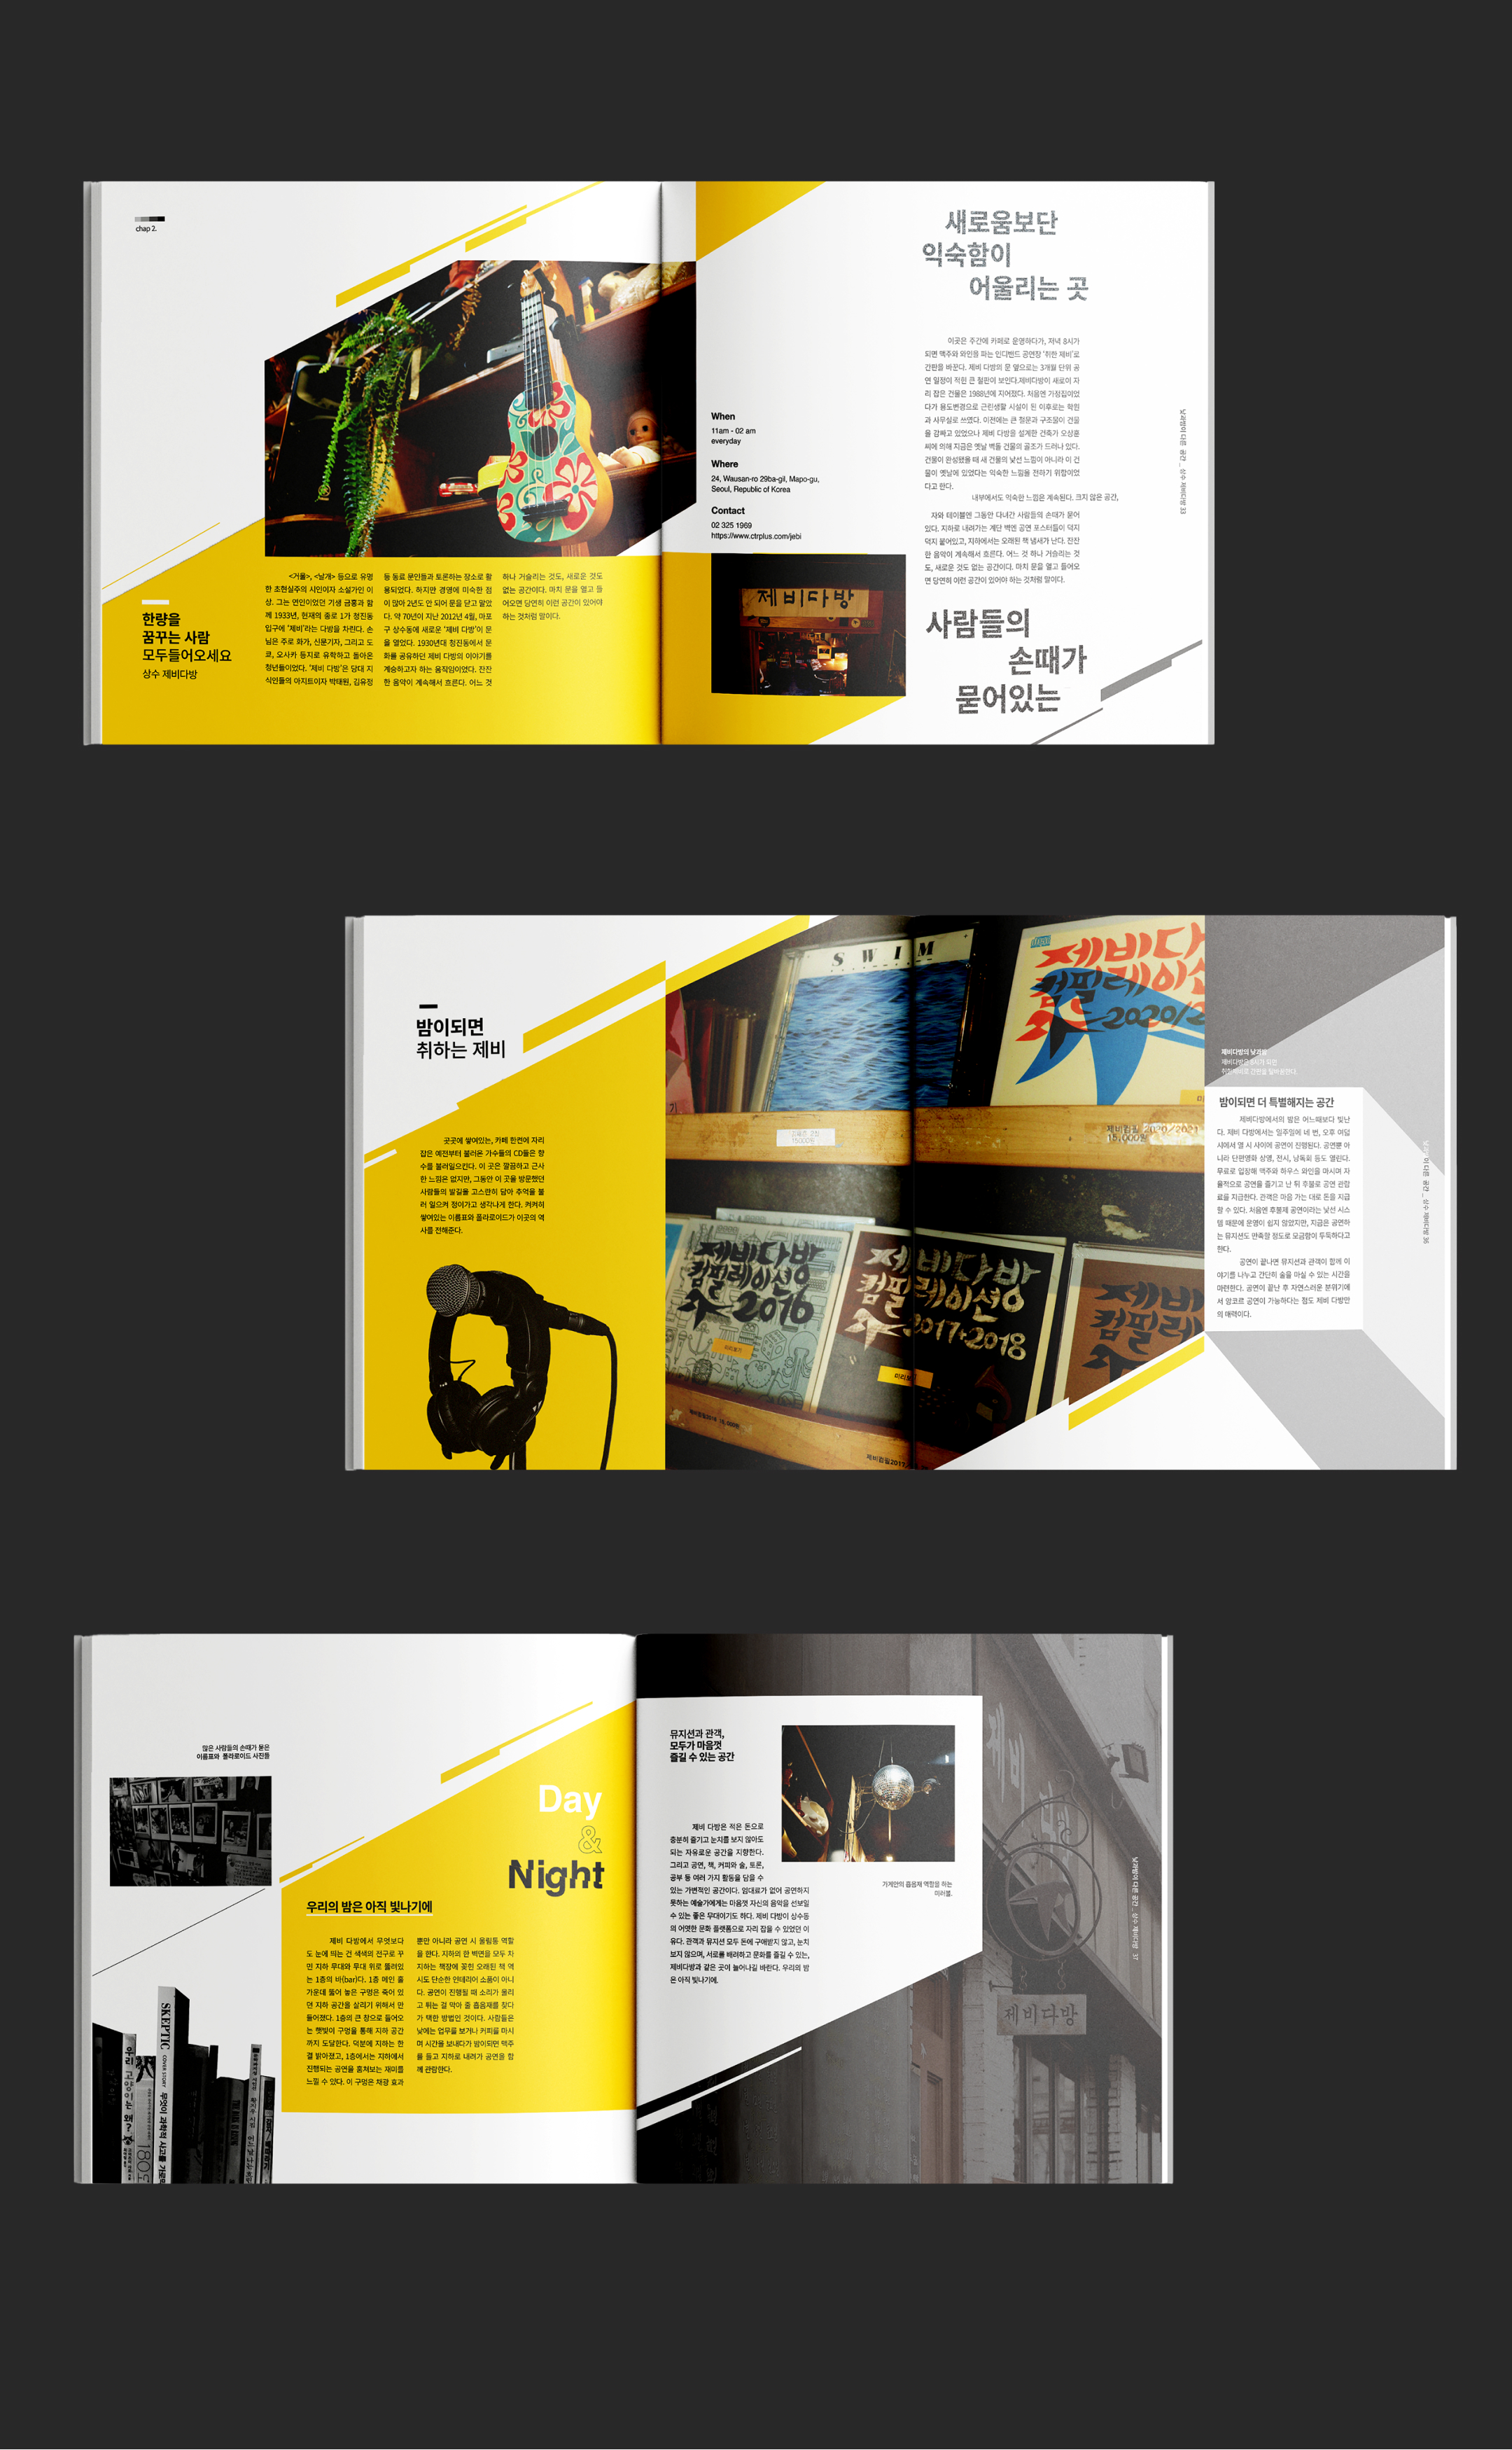 chap 2.
한량을
꿈꾸는 사람
모두들어오세요
상수 제비다방
<거울>, <날개> 등으로 유명
한 초현실주의 시인이자 소설가인 이
상. 그는 연인이었던 기생 금홍과 함
께 1933년, 현재의 종로 1가 청진동
입구에 '제비'라는 다방을 차린다. 손
님은 주로 화가, 신문기자, 그리고 도
쿄, 오사카 등지로 유학하고 돌아온
청년들이었다. '제비 다방'은 당대 지
식인들의 아지트이자 박태원, 김유정
등 동료 문인들과 토론하는 장소로 활
용되었다. 하지만 경영에 미숙한 점
이 많아 2년도 안 되어 문을 닫고 말았
다. 약 70년이 지난 2012년 4월, 마포
구 상수동에 새로운 '제비 다방'이 문
을 열었다. 1930년대 청진동에서 문
화를 공유하던 제비 다방의 이야기를
계승하고자 하는 움직임이었다. 잔잔
한 음악이 계속해서 흐른다. 어느 것
하나 거슬리는 것도, 새로운 것도
없는 공간이다. 마치 문을 열고 들
어오면 당연히 이런 공간이 있어야
하는 것처럼 말이다.
When
11am - 02 am
everyday
Where
24, Wausan-ro 29ba-gil, Mapo-gu,
Seoul, Republic of Korea
Contact
02 325 1969
https://www.ctrplus.com/jebi
제비다방
새로움보단
익숙함이
어울리는 곳
이곳은 주간에 카페로 운영하다가, 저녁 8시가
되면 맥주와 와인을 파는 인디밴드 공연장 '취한 제비'로
간판을 바꾼다. 제비 다방의 문 앞으로는 3개월 단위 공
연 일정이 적힌 큰 철판이 보인다.제비다방이 새로이 자
리 잡은 건물은 1988년에 지어졌다. 처음엔 가정집이었
다가 용도변경으로 근린생활 시설이 된 이후로는 학원
과 사무실로 쓰였다. 이전에는 큰 철문과 구조물이 건물
을 감싸고 있었으나 제비 다방을 설계한 건축가 오상훈
씨에 의해 지금은 옛날 벽돌 건물의 골조가 드러나 있다.
건물이 완성됐을 때 새 건물의 낯선 느낌이 아니라 이 건
물이 옛날에 있었다는 익숙한 느낌을 전하기 위함이었
다고 한다.
내부에서도 익숙한 느낌은 계속된다. 크지 않은 공간,
자와 테이블엔 그동안 다녀간 사람들의 손때가 묻어
있다. 지하로 내려가는 계단 벽엔 공연 포스터들이 덕지
덕지 붙어있고, 지하에서는 오래된 책 냄새가 난다. 잔잔
한 음악이 계속해서 흐른다. 어느 것 하나 거슬리는 것
도, 새로운 것도 없는 공간이다. 마치 문을 열고 들어오
면 당연히 이런 공간이 있어야 하는 것처럼 말이다.
사람들의
손때가
묻어있는
낮과밤이 다른 공간 _ 상수 제비다방 33
밤이되면
취하는 제비
곳곳에 쌓여있는, 카페 한켠에 자리
잡은 예전부터 불러온 가수들의 CD들은 향
수를 불러일으킨다. 이 곳은 깔끔하고 근사
한 느낌은 없지만, 그동안 이 곳을 방문했던
사람들의 발길을 고스란히 담아 추억을 불
러 일으켜 정이가고 생각나게 한다. 켜켜히
쌓여있는 이름표와 폴라로이드가 이곳의 역
사를 전해준다.
SWIM
제비다
컴필레이션
2020/2
제비컴필 2020/2021
15,000원
15000원
제비다방
컴필레이션
2016
제비다방
컴필레이션
2017+2018
제비
컴필레
미리듣기
제비컴필2016 15,000원
제비컴필2017
제비다방의 낮과밤
제비다방은 8시가 되면
취한제비로 간판을 탈바꿈한다.
밤이되면 더 특별해지는 공간
제비다방에서의 밤은 어느때보다 빛난
다. 제비 다방에서는 일주일에 네 번, 오후 여덟
시에서 열 시 사이에 공연이 진행된다. 공연뿐 아
니라 단편영화 상영, 전시, 낭독회 등도 열린다.
무료로 입장해 맥주와 하우스 와인을 마시며 자
율적으로 공연을 즐기고 난 뒤 후불로 공연 관람
료을 지급한다. 관객은 마음 가는 대로 돈을 지급
할 수 있다. 처음엔 후불제 공연이라는 낯선 시스
템 때문에 운영이 쉽지 않았지만, 지금은 공연하
는 뮤지션도 만족할 정도로 모금함이 두둑하다고
한다.
공연이 끝나면 뮤지션과 관객이 함께 이
야기를 나누고 간단히 술을 마실 수 있는 시간을
마련한다. 공연이 끝난 후 자연스러운 분위기에
서 앙코르 공연이 가능하다는 점도 제비 다방만
의 매력이다.
이 다른 공간 _ 상수 제비다방 35
많은 사람들의 손때가 묻은
이름표와 폴라로이드 사진들
우리 고양이는 왜?
SKEPTIC
COVER STORY
무엇이 과학적 사고를 가로막
180°
Day
&
Night
우리의 밤은 아직 빛나기에
제비 다방에서 무엇보다
도 눈에 띄는 건 색색의 전구로 꾸
민 지하 무대와 무대 위로 뚫려있
는 1층의 바(bar)다. 1층 메인 홀
가운데 뚫어 놓은 구멍은 죽어 있
던 지하 공간을 살리기 위해서 만
들어졌다. 1층의 큰 창으로 들어오
는 햇빛이 구멍을 통해 지하 공간
까지 도달한다. 덕분에 지하는 한
결 밝아졌고, 1층에서는 지하에서
진행되는 공연을 훔쳐보는 재미를
느낄 수 있다. 이 구멍은 채광 효과
뿐만 아니라 공연 시 울림통 역할
을 한다. 지하의 한 벽면을 모두 차
지하는 책장에 꽂힌 오래된 책 역
시도 단순한 인테리어 소품이 아니
다. 공연이 진행될 때 소리가 울리
고 튀는 걸 막아 줄 흡음재를 찾다
가 택한 방법인 것이다. 사람들은
낮에는 업무를 보거나 커피를 마시
며 시간을 보내다가 밤이되면 맥주
를 들고 지하로 내려가 공연을 함
께 관람한다.
뮤지션과 관객,
모두가 마음껏
즐길 수 있는 공간
제비 다방은 적은 돈으로
충분히 즐기고 눈치를 보지 않아도
되는 자유로운 공간을 지향한다.
그리고 공연, 책, 커피와 술, 토론,
공부 등 여러 가지 활동을 담을 수
있는 가변적인 공간이다. 임대료가 없어 공연하지
못하는 예술가에게는 마음껏 자신의 음악을 선보일
수 있는 좋은 무대이기도 하다. 제비 다방이 상수동
의 어엿한 문화 플랫폼으로 자리 잡을 수 있었던 이
유다. 관객과 뮤지션 모두 돈에 구애받지 않고, 눈치
보지 않으며, 서로를 배려하고 문화를 즐길 수 있는,
제비다방과 같은 곳이 늘어나길 바란다. 우리의 밤
은 아직 빛나기에.
가게만의 흡음재 역할을 하는
미러볼.
제비
제비다방
낮과밤이 다른 공간 _ 상수 제비다방 37